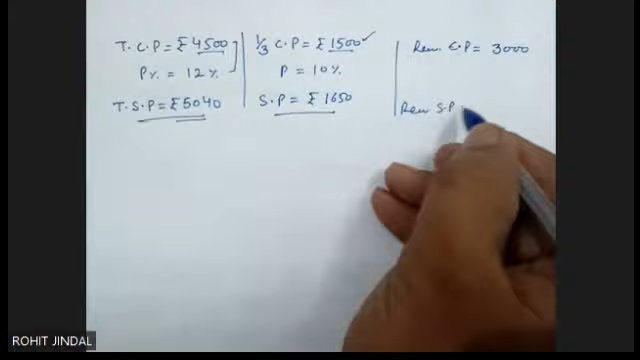 T. C. P = ₹ 4500
P% = 12%
T. S. P = ₹ 5040
1/3 C. P = ₹ 1500 ✓
P = 10%
S. P = ₹ 1650
Rem C. P = 3000
Rem S. P
ROHIT JINDAL